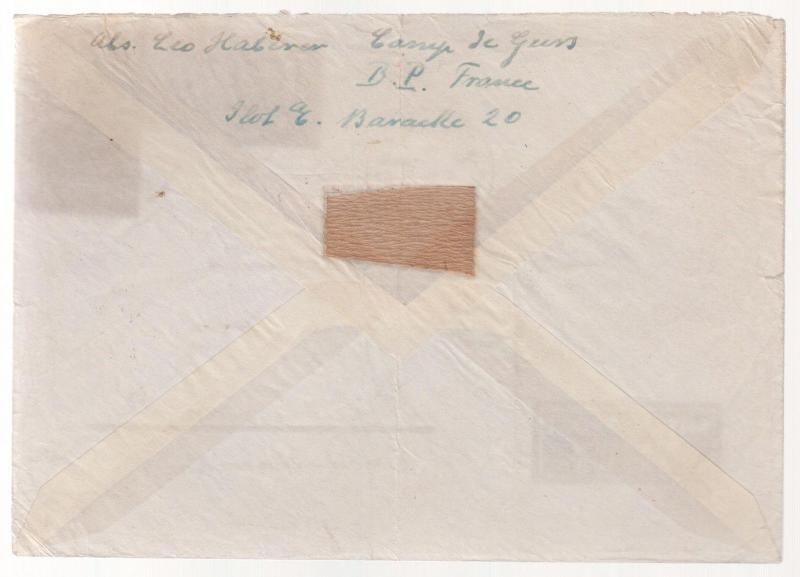 Abs. Leo Haberer Camp de Gurs
B.P. France
Ilot E. Baracke 20